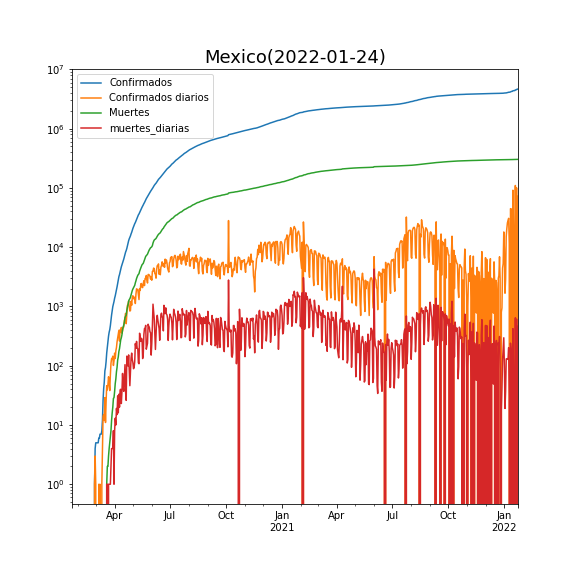 Mexico(2022-01-24)
Confirmados
Confirmados diarios
Muertes
muertes_diarias
10⁷
10⁶
10⁵
10⁴
10³
10²
10¹
10⁰
Apr Jul Oct Jan Apr Jul Oct Jan
2021 2022